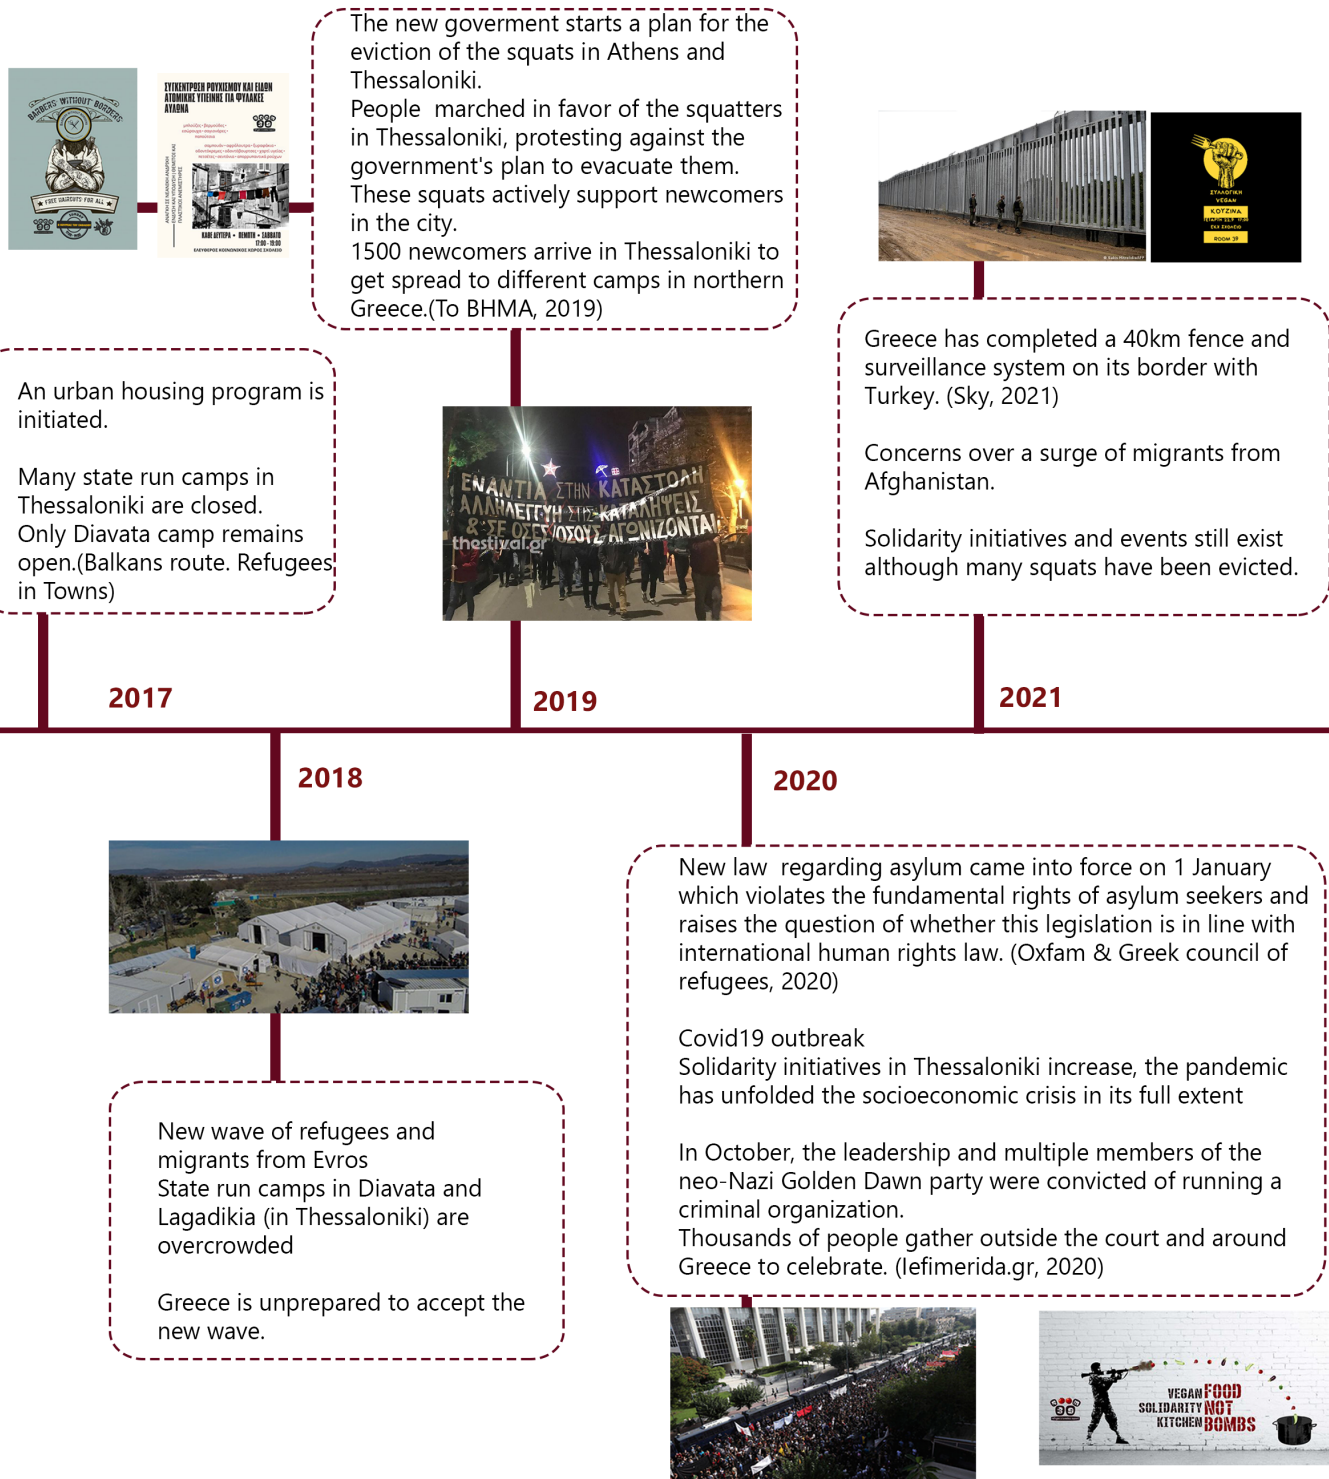 BARBERS WITHOUT BORDERS
FREE HAIRCUTS FOR ALL
ΣΥΓΚΕΝΤΡΩΣΗ ΡΟΥΧΙΣΜΟΥ ΚΑΙ ΕΙΔΩΝ
ΑΤΟΜΙΚΗΣ ΥΓΙΕΙΝΗΣ ΓΙΑ ΦΥΛΑΚΕΣ
ΑΥΛΩΝΑ
ΚΑΘΕ ΔΕΥΤΕΡΑ • ΠΕΜΠΤΗ • ΣΑΒΒΑΤΟ
17:00 - 19:00
ΕΛΕΥΘΕΡΟΣ ΚΟΙΝΩΝΙΚΟΣ ΧΩΡΟΣ ΣΧΟΛΕΙΟ
The new goverment starts a plan for the
eviction of the squats in Athens and
Thessaloniki.
People marched in favor of the squatters
in Thessaloniki, protesting against the
government's plan to evacuate them.
These squats actively support newcomers
in the city.
1500 newcomers arrive in Thessaloniki to
get spread to different camps in northern
Greece.(To BHMA, 2019)
ΣΥΛΛΟΓΙΚΗ
VEGAN
ΚΟΥΖΙΝΑ
ROOM 39
An urban housing program is
initiated.
Many state run camps in
Thessaloniki are closed.
Only Diavata camp remains
open.(Balkans route. Refugees
in Towns)
ΕΝΑΝΤΙΑ ΣΤΗΝ ΚΑΤΑΣΤΟΛΗ
ΑΛΛΗΛΕΓΓΥΗ ΣΤΙΣ ΚΑΤΑΛΗΨΕΙΣ
& ΣΕ ΟΣΕΣ/ΟΣΟΥΣ ΑΓΩΝΙΖΟΝΤΑΙ
thestival.gr
Greece has completed a 40km fence and
surveillance system on its border with
Turkey. (Sky, 2021)
Concerns over a surge of migrants from
Afghanistan.
Solidarity initiatives and events still exist
although many squats have been evicted.
2017
2019
2021
2018
2020
New wave of refugees and
migrants from Evros
State run camps in Diavata and
Lagadikia (in Thessaloniki) are
overcrowded
Greece is unprepared to accept the
new wave.
New law regarding asylum came into force on 1 January
which violates the fundamental rights of asylum seekers and
raises the question of whether this legislation is in line with
international human rights law. (Oxfam & Greek council of
refugees, 2020)
Covid19 outbreak
Solidarity initiatives in Thessaloniki increase, the pandemic
has unfolded the socioeconomic crisis in its full extent
In October, the leadership and multiple members of the
neo-Nazi Golden Dawn party were convicted of running a
criminal organization.
Thousands of people gather outside the court and around
Greece to celebrate. (Iefimerida.gr, 2020)
VEGAN FOOD
SOLIDARITY NOT
KITCHEN BOMBS